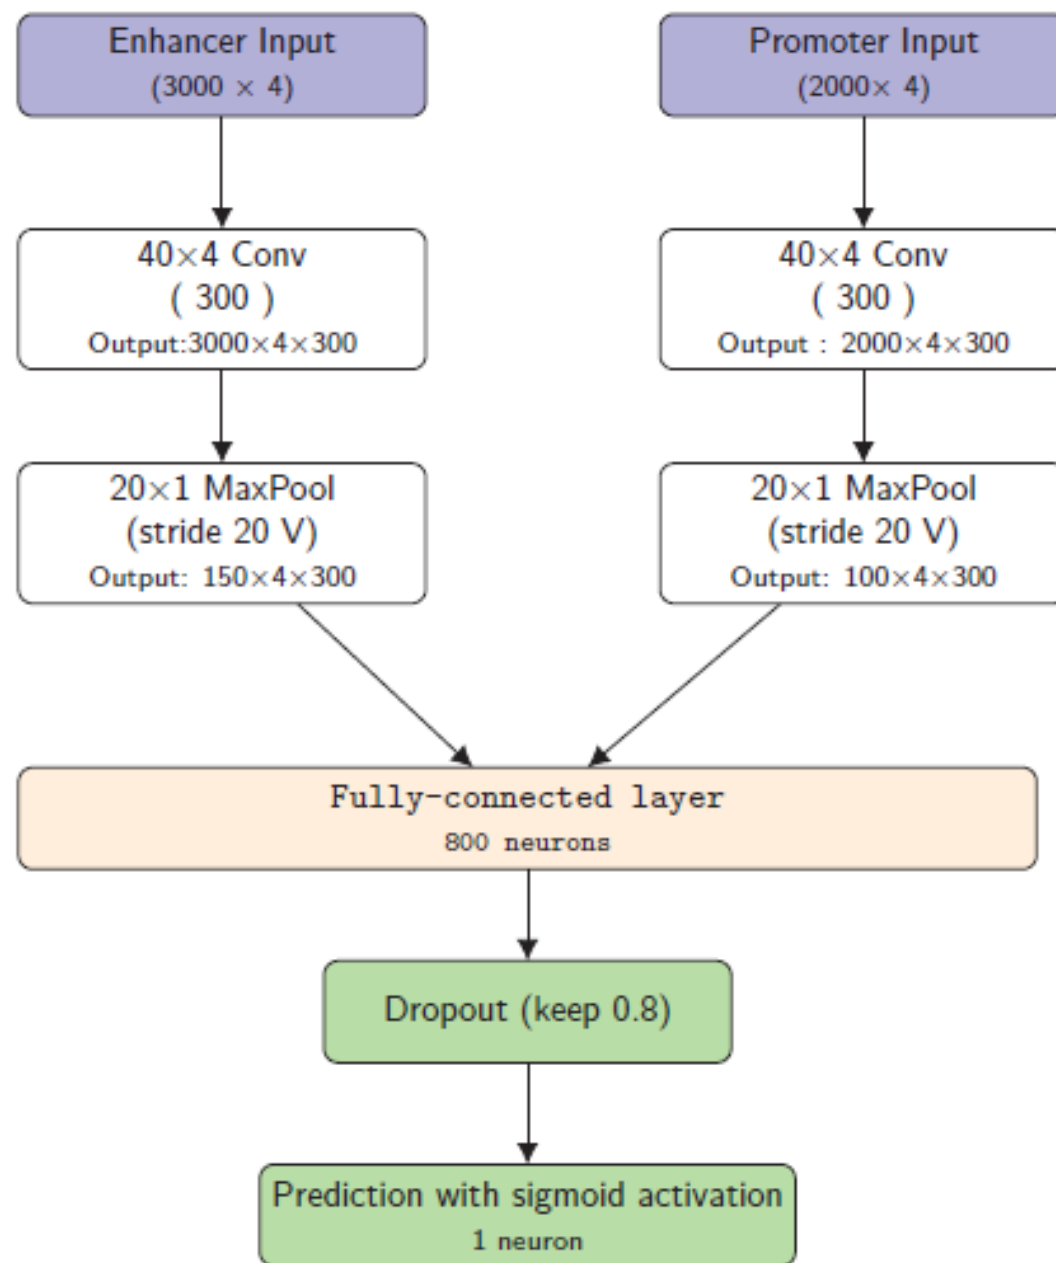 Enhancer Input
(3000 × 4)
Promoter Input
(2000× 4)
40×4 Conv
( 300 )
Output:3000×4×300
40×4 Conv
( 300 )
Output : 2000×4×300
20×1 MaxPool
(stride 20 V)
Output: 150×4×300
20×1 MaxPool
(stride 20 V)
Output: 100×4×300
Fully-connected layer
800 neurons
Dropout (keep 0.8)
Prediction with sigmoid activation
1 neuron